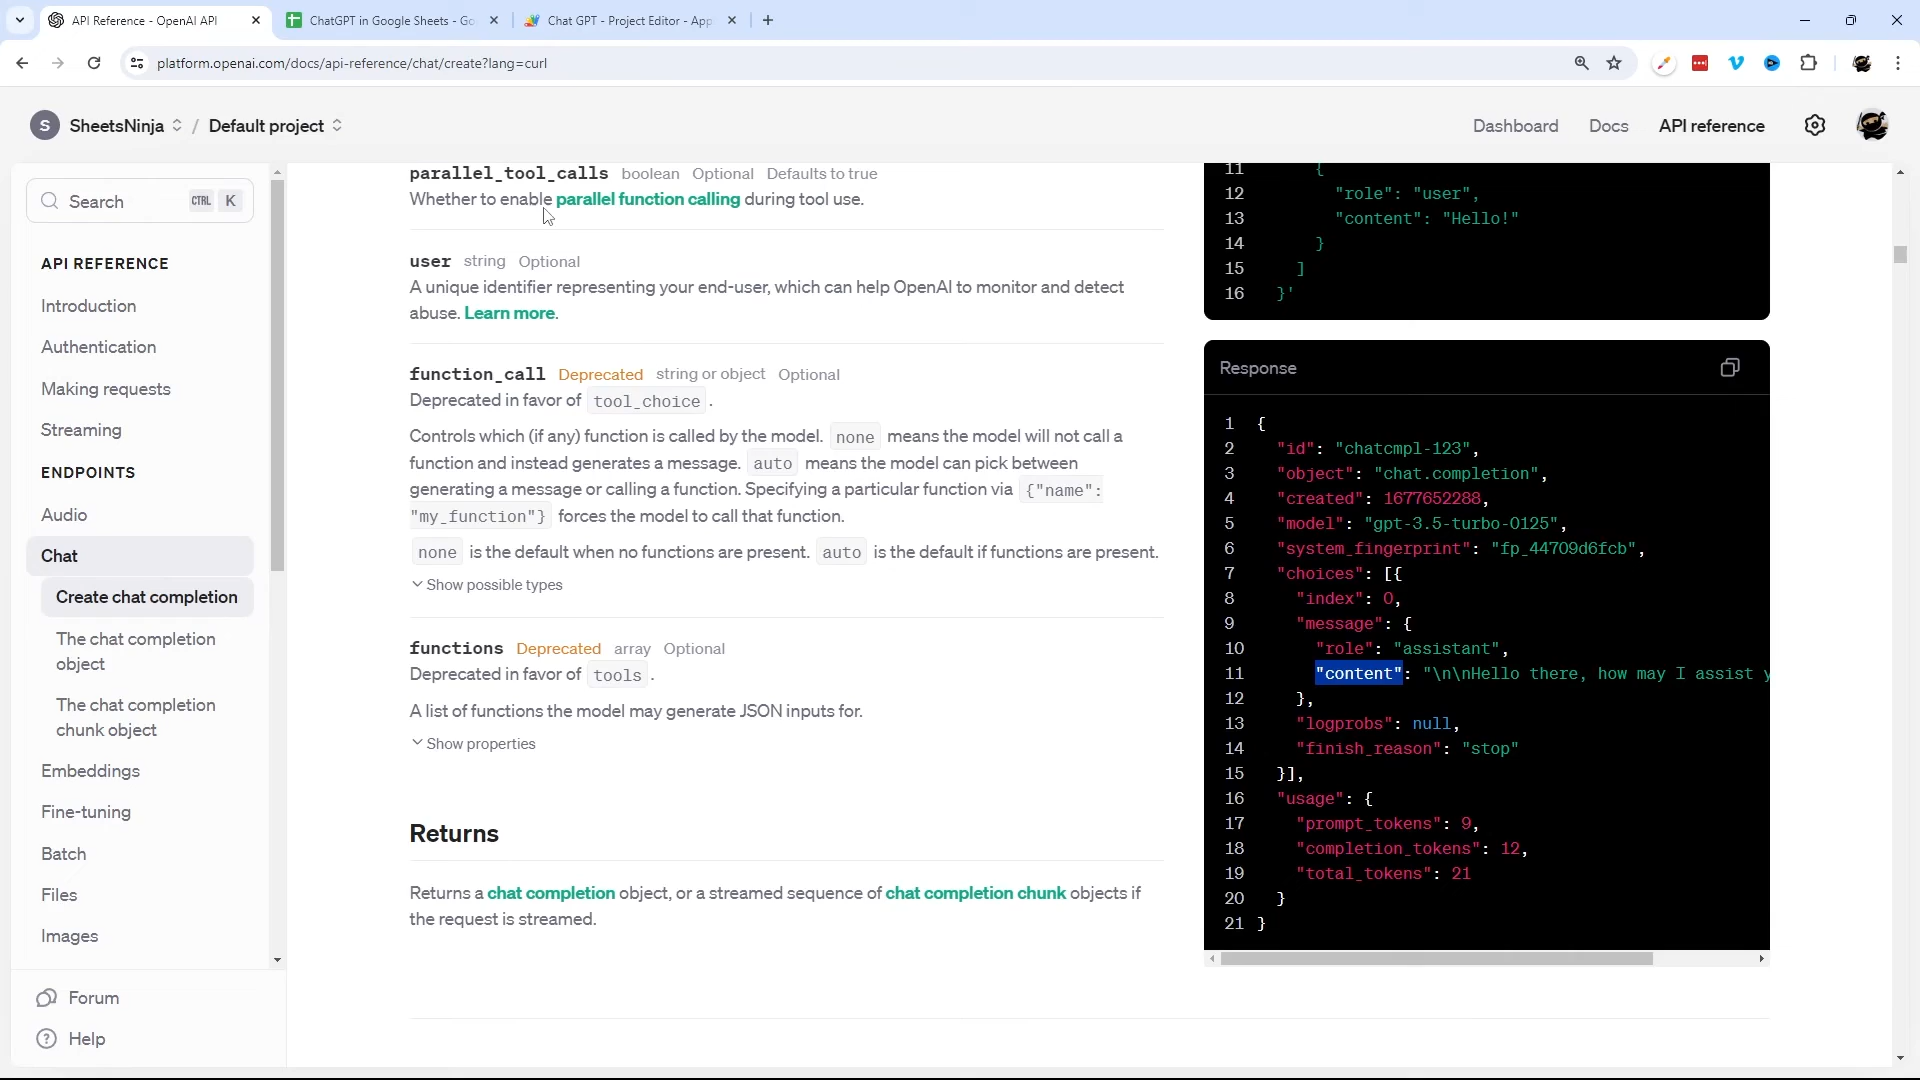 API Reference - OpenAI API
ChatGPT in Google Sheets - Go
Chat GPT - Project Editor - App
platform.openai.com/docs/api-reference/chat/create?lang=curl
S SheetsNinja / Default project
Dashboard Docs API reference
Search CTRL K
API REFERENCE
Introduction
Authentication
Making requests
Streaming
ENDPOINTS
Audio
Chat
Create chat completion
The chat completion
object
The chat completion
chunk object
Embeddings
Fine-tuning
Batch
Files
Images
Forum
Help
parallel_tool_calls boolean Optional Defaults to true
Whether to enable parallel function calling during tool use.
user string Optional
A unique identifier representing your end-user, which can help OpenAI to monitor and detect
abuse. Learn more.
function_call Deprecated string or object Optional
Deprecated in favor of tool_choice .
Controls which (if any) function is called by the model. none means the model will not call a
function and instead generates a message. auto means the model can pick between
generating a message or calling a function. Specifying a particular function via {"name":
"my_function"} forces the model to call that function.
none is the default when no functions are present. auto is the default if functions are present.
Show possible types
functions Deprecated array Optional
Deprecated in favor of tools .
A list of functions the model may generate JSON inputs for.
Show properties
Returns
Returns a chat completion object, or a streamed sequence of chat completion chunk objects if
the request is streamed.
11 {
12 "role": "user",
13 "content": "Hello!"
14 }
15 ]
16 }'
Response
1 {
2 "id": "chatcmpl-123",
3 "object": "chat.completion",
4 "created": 1677652288,
5 "model": "gpt-3.5-turbo-0125",
6 "system_fingerprint": "fp_44709d6fcb",
7 "choices": [{
8 "index": 0,
9 "message": {
10 "role": "assistant",
11 "content": "\n\nHello there, how may I assist y
12 },
13 "logprobs": null,
14 "finish_reason": "stop"
15 }],
16 "usage": {
17 "prompt_tokens": 9,
18 "completion_tokens": 12,
19 "total_tokens": 21
20 }
21 }